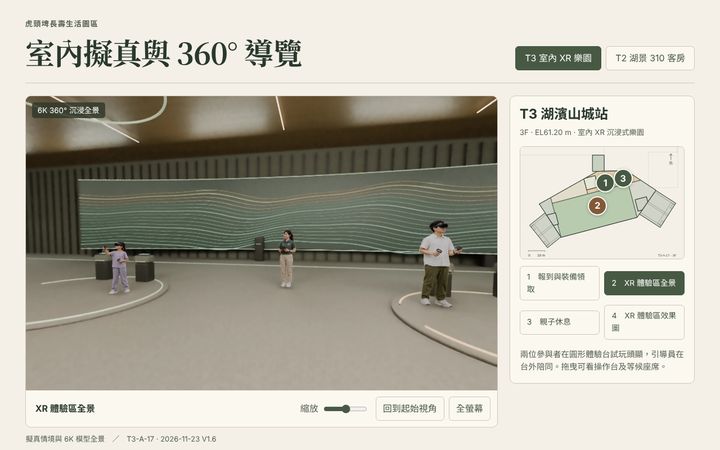 虎頭埤長壽生活園區
室內擬真與 360° 導覽
T3 室內 XR 樂園
T2 湖景 310 客房
6K 360° 沉浸全景
T3 湖濱山城站
3F · EL61.20 m · 室內 XR 沉浸式樂園
1
3
2
1 報到與裝備領
取
2 XR 體驗區全景
3 親子休息
4 XR 體驗區效果
圖
兩位參與者在圓形體驗台試玩頭顯，引導員在
台外陪同。拖曳可看操作台及等候座席。
XR 體驗區全景
縮放
回到起始視角
全螢幕
擬真情境與 6K 模型全景 ／ T3-A-17 · 2026-11-23 V1.6